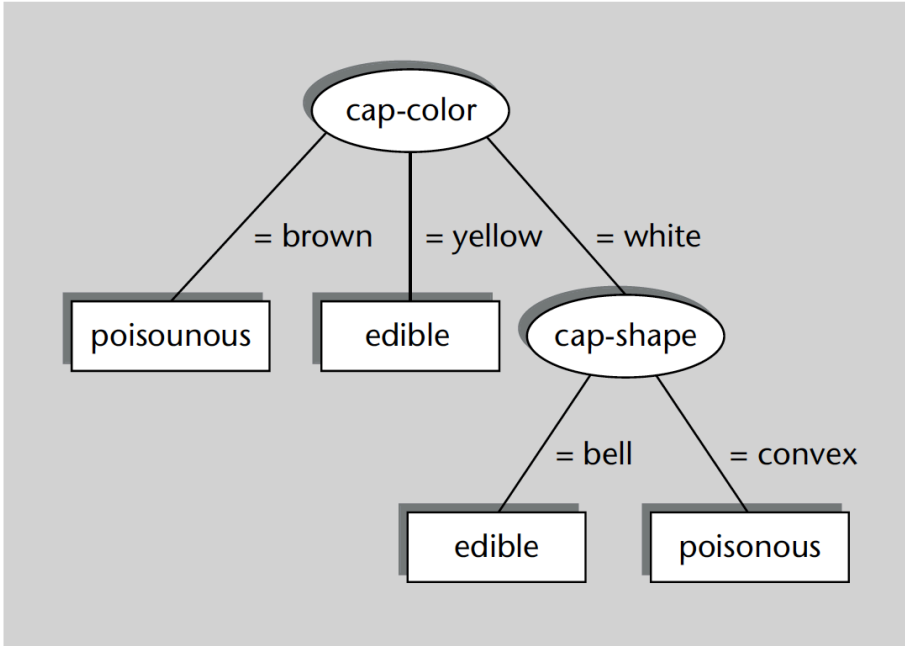 cap-color
= brown
= yellow
= white
poisounous
edible
cap-shape
= bell
= convex
edible
poisonous